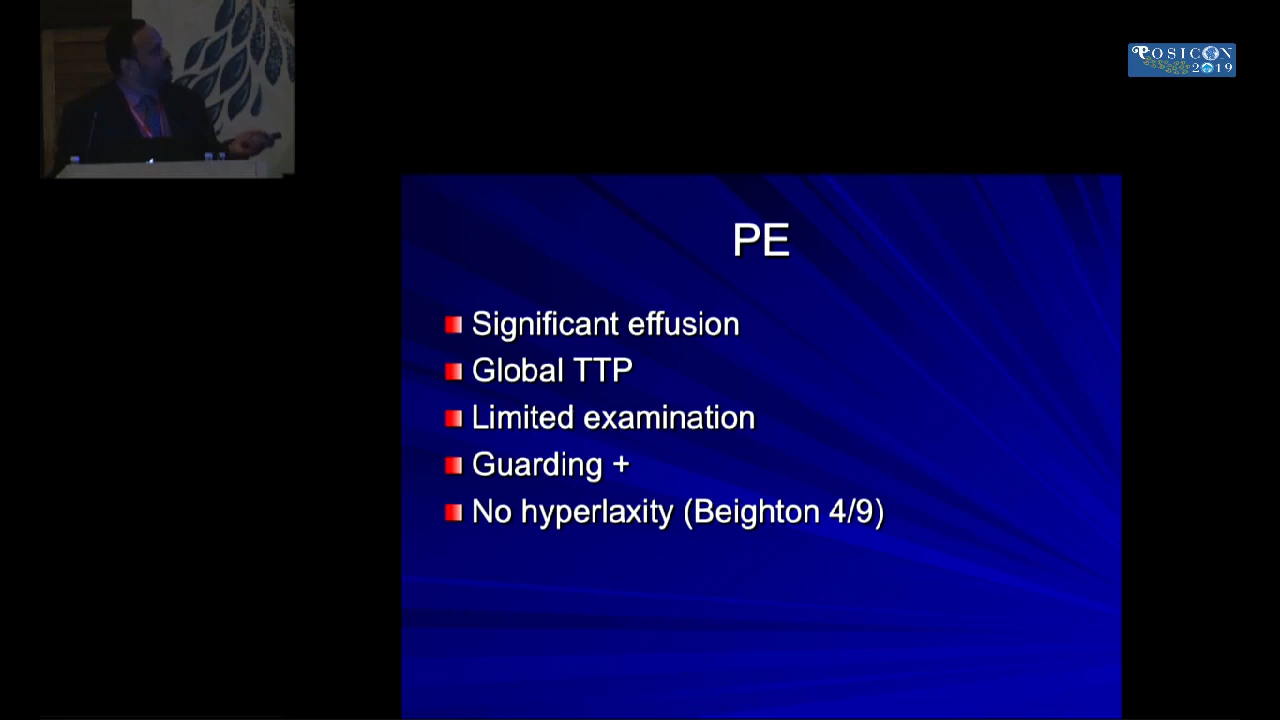 POSICON
2019
PE
Significant effusion
Global TTP
Limited examination
Guarding +
No hyperlaxity (Beighton 4/9)